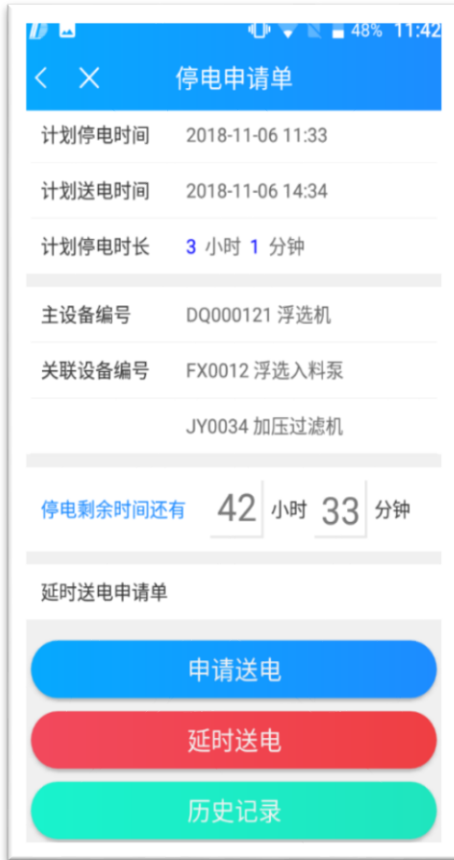 48% 11:42
停电申请单
计划停电时间 2018-11-06 11:33
计划送电时间 2018-11-06 14:34
计划停电时长 3 小时 1 分钟
主设备编号 DQ000121 浮选机
关联设备编号 FX0012 浮选入料泵
JY0034 加压过滤机
停电剩余时间还有 42 小时 33 分钟
延时送电申请单
申请送电
延时送电
历史记录